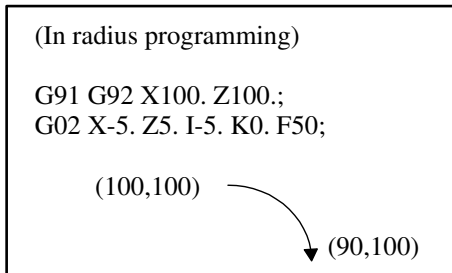 (In radius programming)
G91 G92 X100. Z100.;
G02 X-5. Z5. I-5. K0. F50;
(100,100)
(90,100)